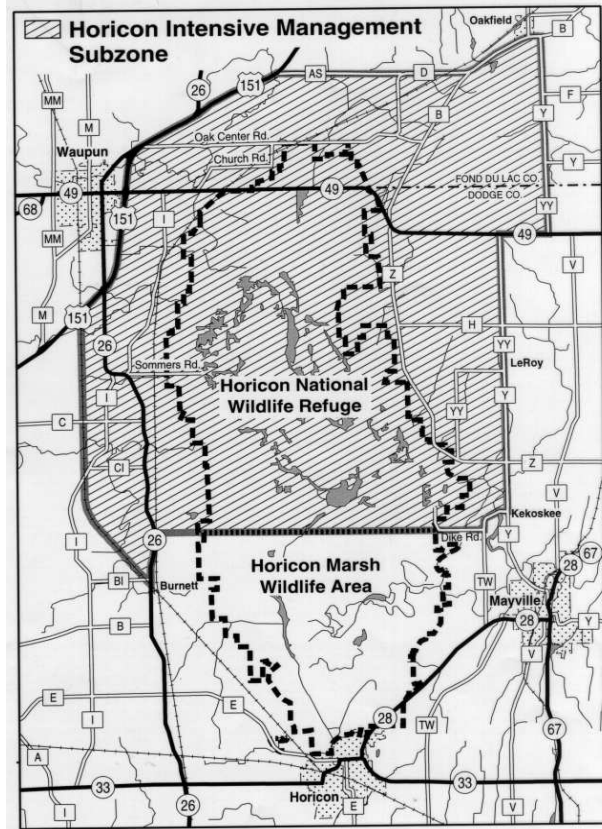 Horicon Intensive Management
Subzone
Oakfield
B
26
151
AS
D
MM
M
B
F
Oak Center Rd.
Y
Waupun
Church Rd.
Y
49
49
FOND DU LAC CO.
DODGE CO.
68
151
I
YY
MM
49
Z
V
M
151
26
H
YY
Sommers Rd.
LeRoy
Horicon National
Wildlife Refuge
I
Y
C
YY
CI
Z
V
I
Kekoskee
26
Dike Rd.
Y
67
Horicon Marsh
Wildlife Area
28
BI
Burnett
TW
Mayville
B
28
Y
V
E
E
28
I
TW
67
A
33
33
26
Horicon
E
I
V